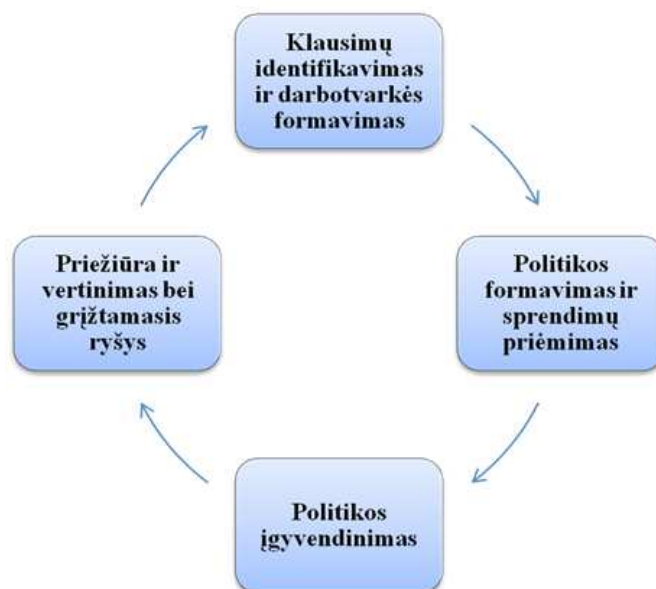 Klausimų
identifikavimas
ir darbotvarkės
formavimas
Priežiūra ir
vertinimas bei
grįžtamasis
ryšys
Politikos
formavimas ir
sprendimų
priėmimas
Politikos
įgyvendinimas